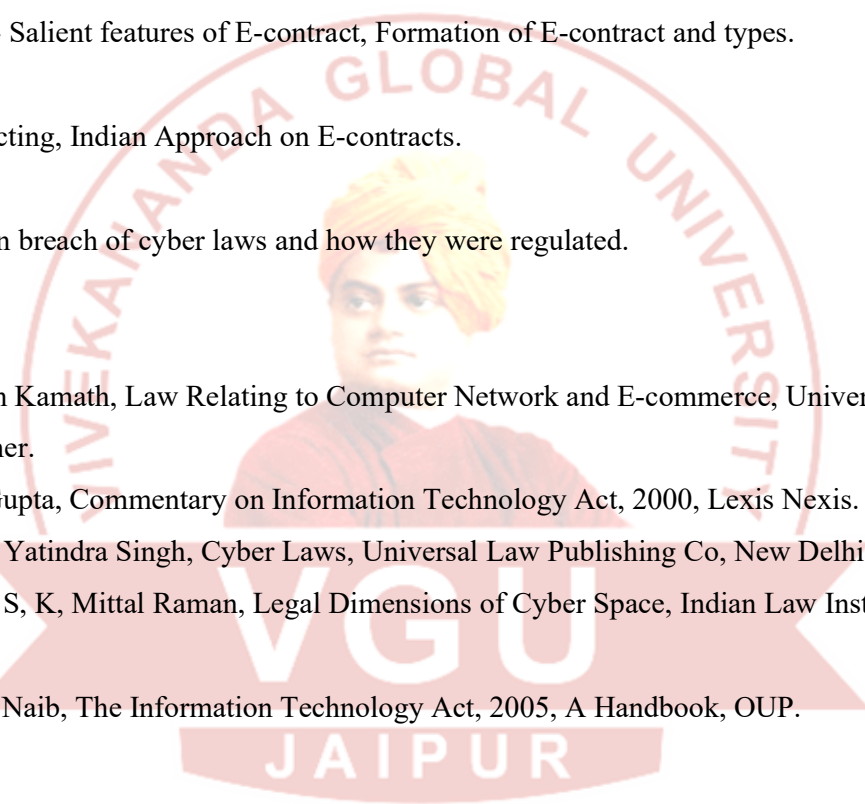 Salient features of E-contract, Formation of E-contract and types.
cting, Indian Approach on E-contracts.
n breach of cyber laws and how they were regulated.
n Kamath, Law Relating to Computer Network and E-commerce, Univer
ner.
Gupta, Commentary on Information Technology Act, 2000, Lexis Nexis.
Yatindra Singh, Cyber Laws, Universal Law Publishing Co, New Delhi
S, K, Mittal Raman, Legal Dimensions of Cyber Space, Indian Law Inst
Naib, The Information Technology Act, 2005, A Handbook, OUP.
VIVEKANANDA GLOBAL UNIVERSITY
VGU
JAIPUR